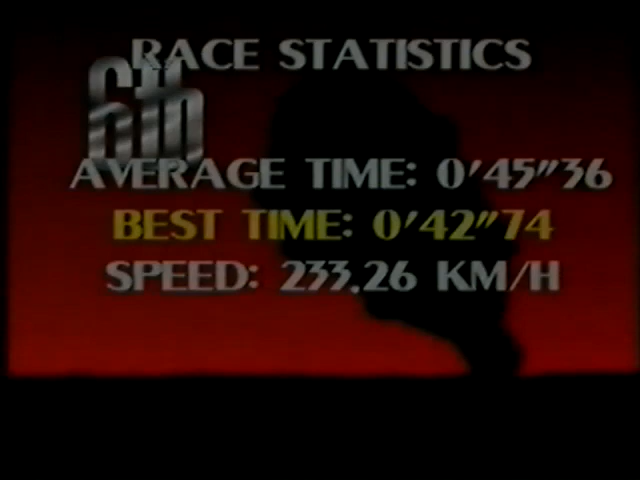 RACE STATISTICS
6th
AVERAGE TIME: 0'45"36
BEST TIME: 0'42"74
SPEED: 233.26 KM/H